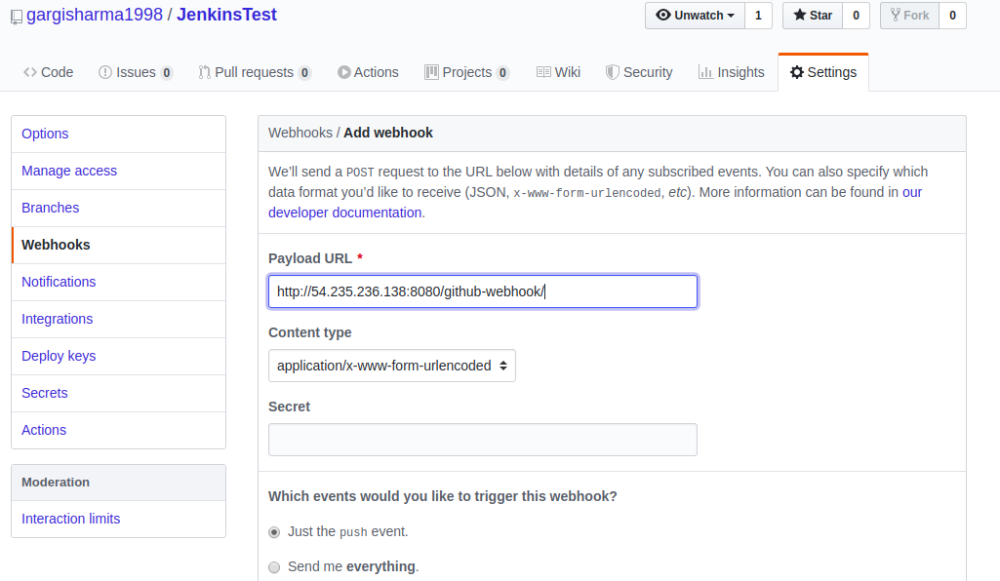 gargisharma1998 / JenkinsTest
Unwatch 1 Star 0 Fork 0
Code Issues 0 Pull requests 0 Actions Projects 0 Wiki Security Insights Settings
Options
Manage access
Branches
Webhooks
Notifications
Integrations
Deploy keys
Secrets
Actions
Moderation
Interaction limits
Webhooks / Add webhook
We’ll send a POST request to the URL below with details of any subscribed events. You can also specify which
data format you’d like to receive (JSON, x-www-form-urlencoded, etc). More information can be found in our
developer documentation.
Payload URL *
http://54.235.236.138:8080/github-webhook/
Content type
application/x-www-form-urlencoded
Secret
Which events would you like to trigger this webhook?
Just the push event.
Send me everything.